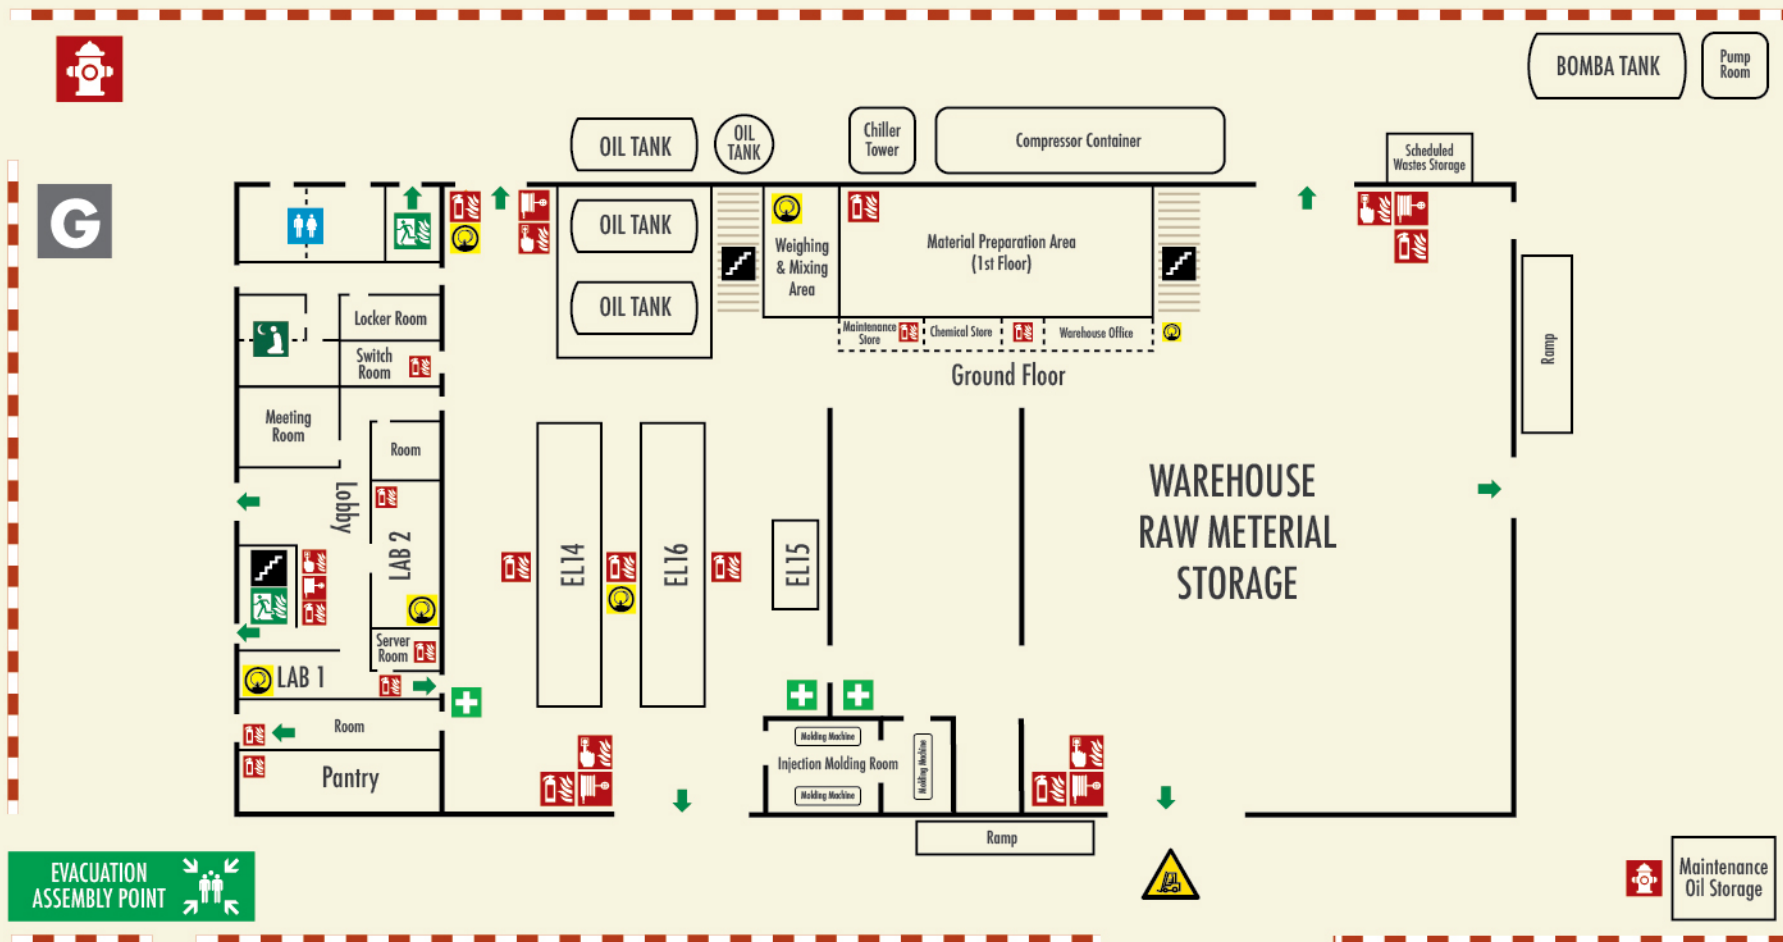 BOMBA TANK
Pump
Room
OIL TANK
OIL
TANK
Chiller
Tower
Compressor Container
Scheduled
Wastes Storage
G
OIL TANK
Weighing
& Mixing
Area
Material Preparation Area
(1st Floor)
OIL TANK
Locker Room
Maintenance
Store
Chemical Store
Warehouse Office
Switch
Room
Ground Floor
Ramp
Meeting
Room
Room
Lobby
LAB 2
EL14
EL16
EL15
WAREHOUSE
RAW METERIAL
STORAGE
Server
Room
LAB 1
Room
Molding Machine
Injection Molding Room
Molding Machine
Molding Machine
Pantry
Ramp
EVACUATION
ASSEMBLY POINT
Maintenance
Oil Storage